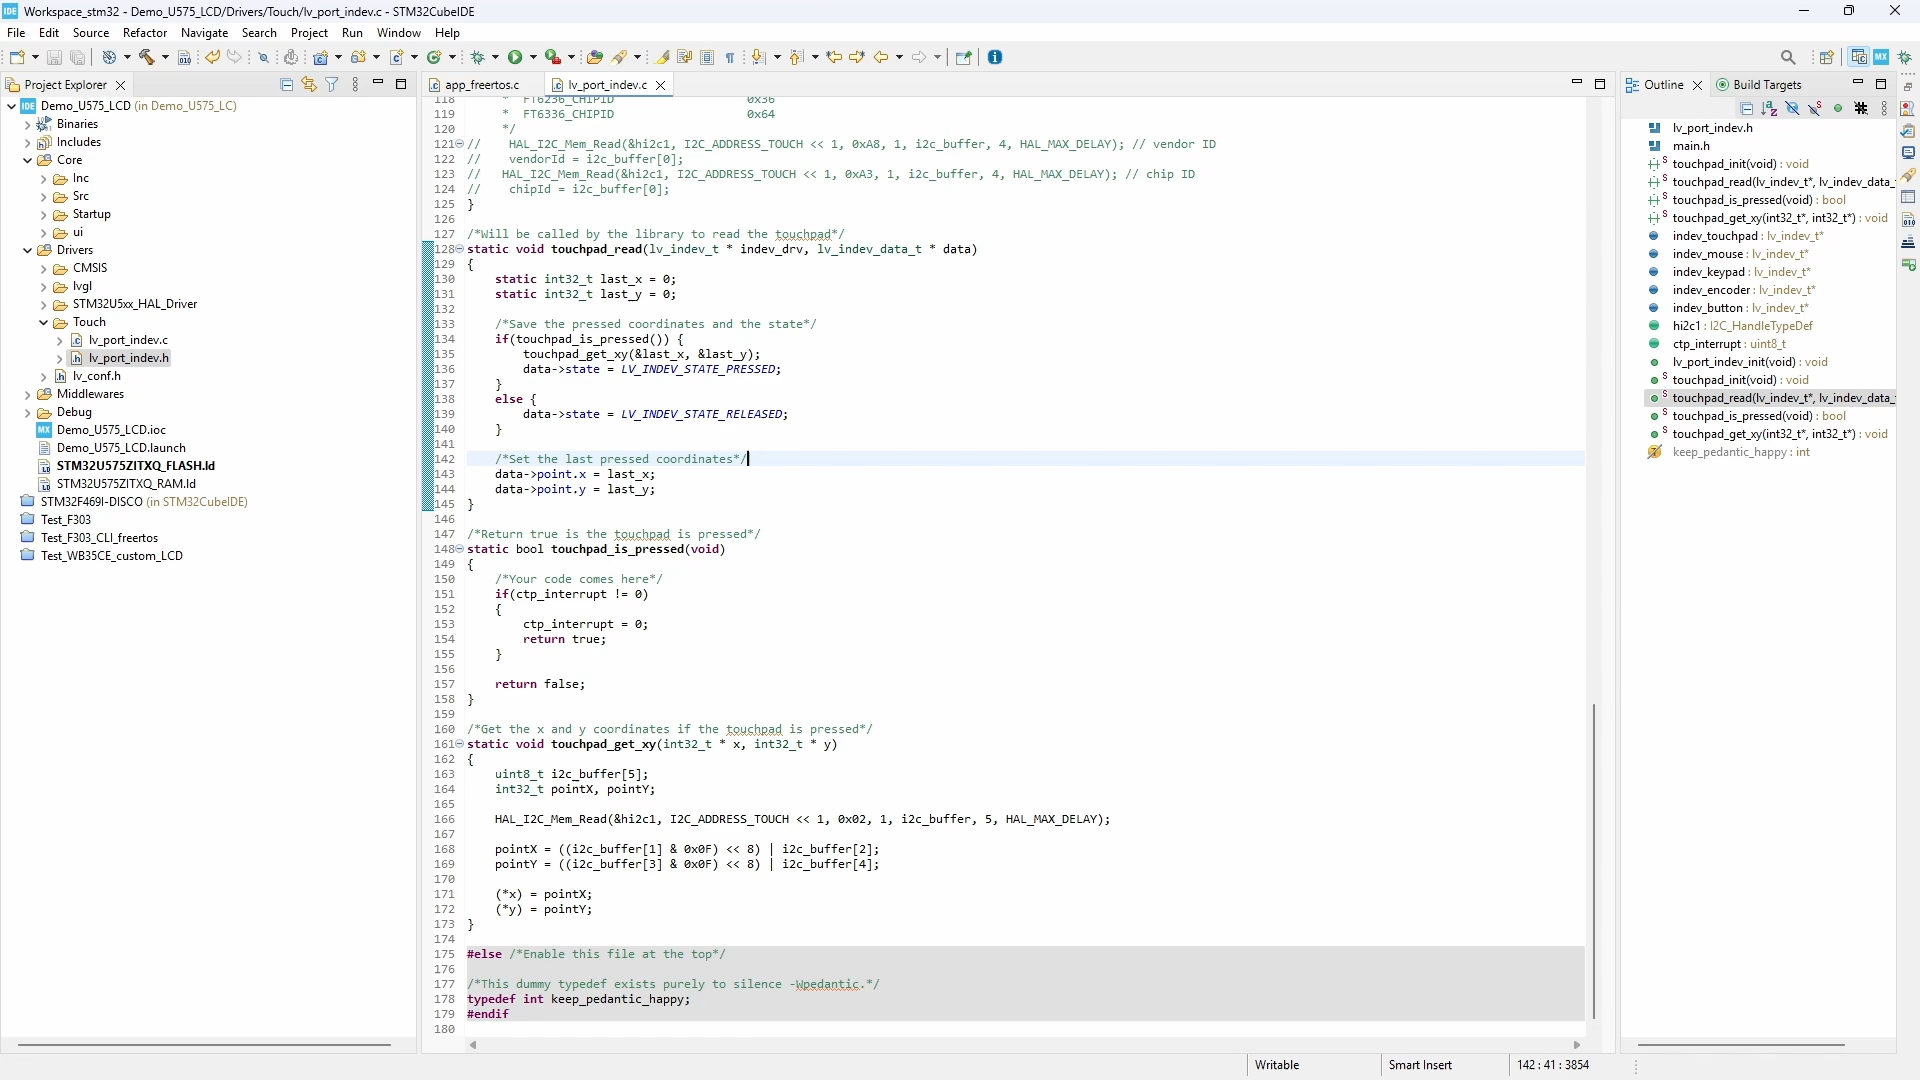 IDE Workspace_stm32 - Demo_U575_LCD/Drivers/Touch/lv_port_indev.c - STM32CubeIDE
File Edit Source Refactor Navigate Search Project Run Window Help
Project Explorer
app_freertos.c lv_port_indev.c
Outline Build Targets
IDE Demo_U575_LCD (in Demo_U575_LC)
Binaries
Includes
Core
Inc
Src
Startup
ui
Drivers
CMSIS
lvgl
STM32U5xx_HAL_Driver
Touch
lv_port_indev.c
lv_port_indev.h
lv_conf.h
Middlewares
Debug
MX Demo_U575_LCD.ioc
Demo_U575_LCD.launch
STM32U575ZITXQ_FLASH.ld
STM32U575ZITXQ_RAM.ld
STM32F469I-DISCO (in STM32CubeIDE)
Test_F303
Test_F303_CLI_freertos
Test_WB35CE_custom_LCD
118 * FT6236_CHIPID 0x36
119 * FT6336_CHIPID 0x64
120 */
121 // HAL_I2C_Mem_Read(&hi2c1, I2C_ADDRESS_TOUCH << 1, 0xA8, 1, i2c_buffer, 4, HAL_MAX_DELAY); // vendor ID
122 // vendorId = i2c_buffer[0];
123 // HAL_I2C_Mem_Read(&hi2c1, I2C_ADDRESS_TOUCH << 1, 0xA3, 1, i2c_buffer, 4, HAL_MAX_DELAY); // chip ID
124 // chipId = i2c_buffer[0];
125 }
126
127 /*Will be called by the library to read the touchpad*/
128 static void touchpad_read(lv_indev_t * indev_drv, lv_indev_data_t * data)
129 {
130 static int32_t last_x = 0;
131 static int32_t last_y = 0;
132
133 /*Save the pressed coordinates and the state*/
134 if(touchpad_is_pressed()) {
135 touchpad_get_xy(&last_x, &last_y);
136 data->state = LV_INDEV_STATE_PRESSED;
137 }
138 else {
139 data->state = LV_INDEV_STATE_RELEASED;
140 }
141
142 /*Set the last pressed coordinates*/
143 data->point.x = last_x;
144 data->point.y = last_y;
145 }
146
147 /*Return true is the touchpad is pressed*/
148 static bool touchpad_is_pressed(void)
149 {
150 /*Your code comes here*/
151 if(ctp_interrupt != 0)
152 {
153 ctp_interrupt = 0;
154 return true;
155 }
156
157 return false;
158 }
159
160 /*Get the x and y coordinates if the touchpad is pressed*/
161 static void touchpad_get_xy(int32_t * x, int32_t * y)
162 {
163 uint8_t i2c_buffer[5];
164 int32_t pointX, pointY;
165
166 HAL_I2C_Mem_Read(&hi2c1, I2C_ADDRESS_TOUCH << 1, 0x02, 1, i2c_buffer, 5, HAL_MAX_DELAY);
167
168 pointX = ((i2c_buffer[1] & 0x0F) << 8) | i2c_buffer[2];
169 pointY = ((i2c_buffer[3] & 0x0F) << 8) | i2c_buffer[4];
170
171 (*x) = pointX;
172 (*y) = pointY;
173 }
174
175 #else /*Enable this file at the top*/
176
177 /*This dummy typedef exists purely to silence -Wpedantic.*/
178 typedef int keep_pedantic_happy;
179 #endif
180
lv_port_indev.h
main.h
touchpad_init(void) : void
touchpad_read(lv_indev_t*, lv_indev_data_
touchpad_is_pressed(void) : bool
touchpad_get_xy(int32_t*, int32_t*) : void
indev_touchpad : lv_indev_t*
indev_mouse : lv_indev_t*
indev_keypad : lv_indev_t*
indev_encoder : lv_indev_t*
indev_button : lv_indev_t*
hi2c1 : I2C_HandleTypeDef
ctp_interrupt : uint8_t
lv_port_indev_init(void) : void
touchpad_init(void) : void
touchpad_read(lv_indev_t*, lv_indev_data_
touchpad_is_pressed(void) : bool
touchpad_get_xy(int32_t*, int32_t*) : void
keep_pedantic_happy : int
Writable Smart Insert 142 : 41 : 3854